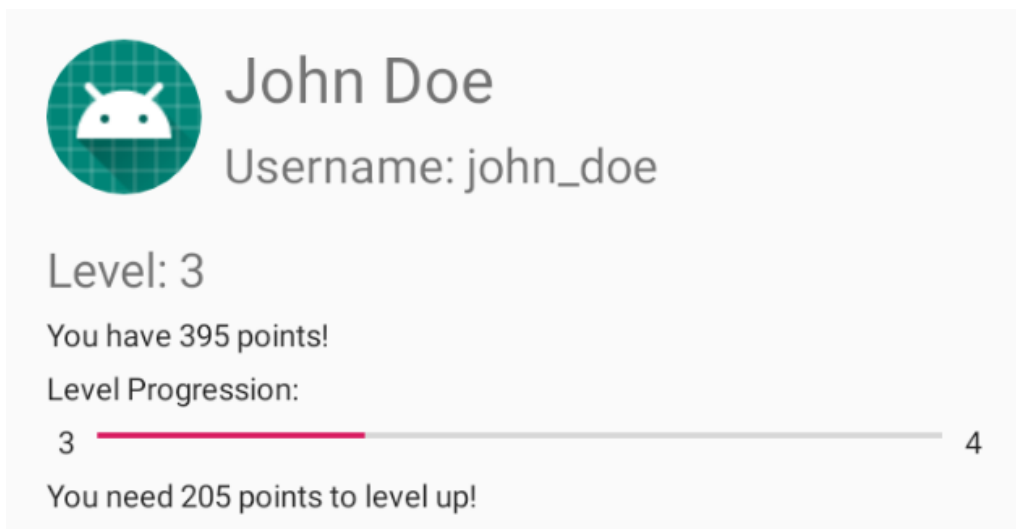 John Doe
Username: john_doe
Level: 3
You have 395 points!
Level Progression:
3 4
You need 205 points to level up!